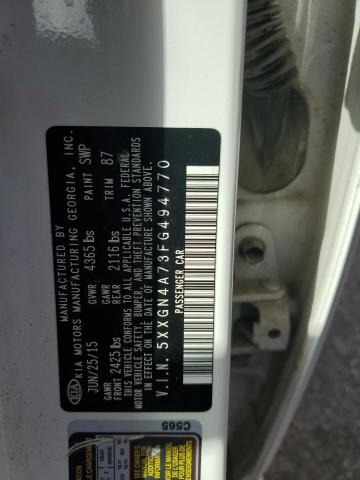 MANUFACTURED BY
KIA MOTORS MANUFACTURING GEORGIA, INC.
JUN/25/15 GVWR 4365 lbs PAINT SWP
GAWR FRONT 2425 lbs GAWR REAR 2116 lbs TRIM 87
THIS VEHICLE CONFORMS TO ALL APPLICABLE U.S.A. FEDERAL
MOTOR VEHICLE SAFETY, BUMPER, AND THEFT PREVENTION STANDARDS
IN EFFECT ON THE DATE OF MANUFACTURE SHOWN ABOVE.
V.I.N. 5XXGN4A73FG494770
PASSENGER CAR
KIA
C565